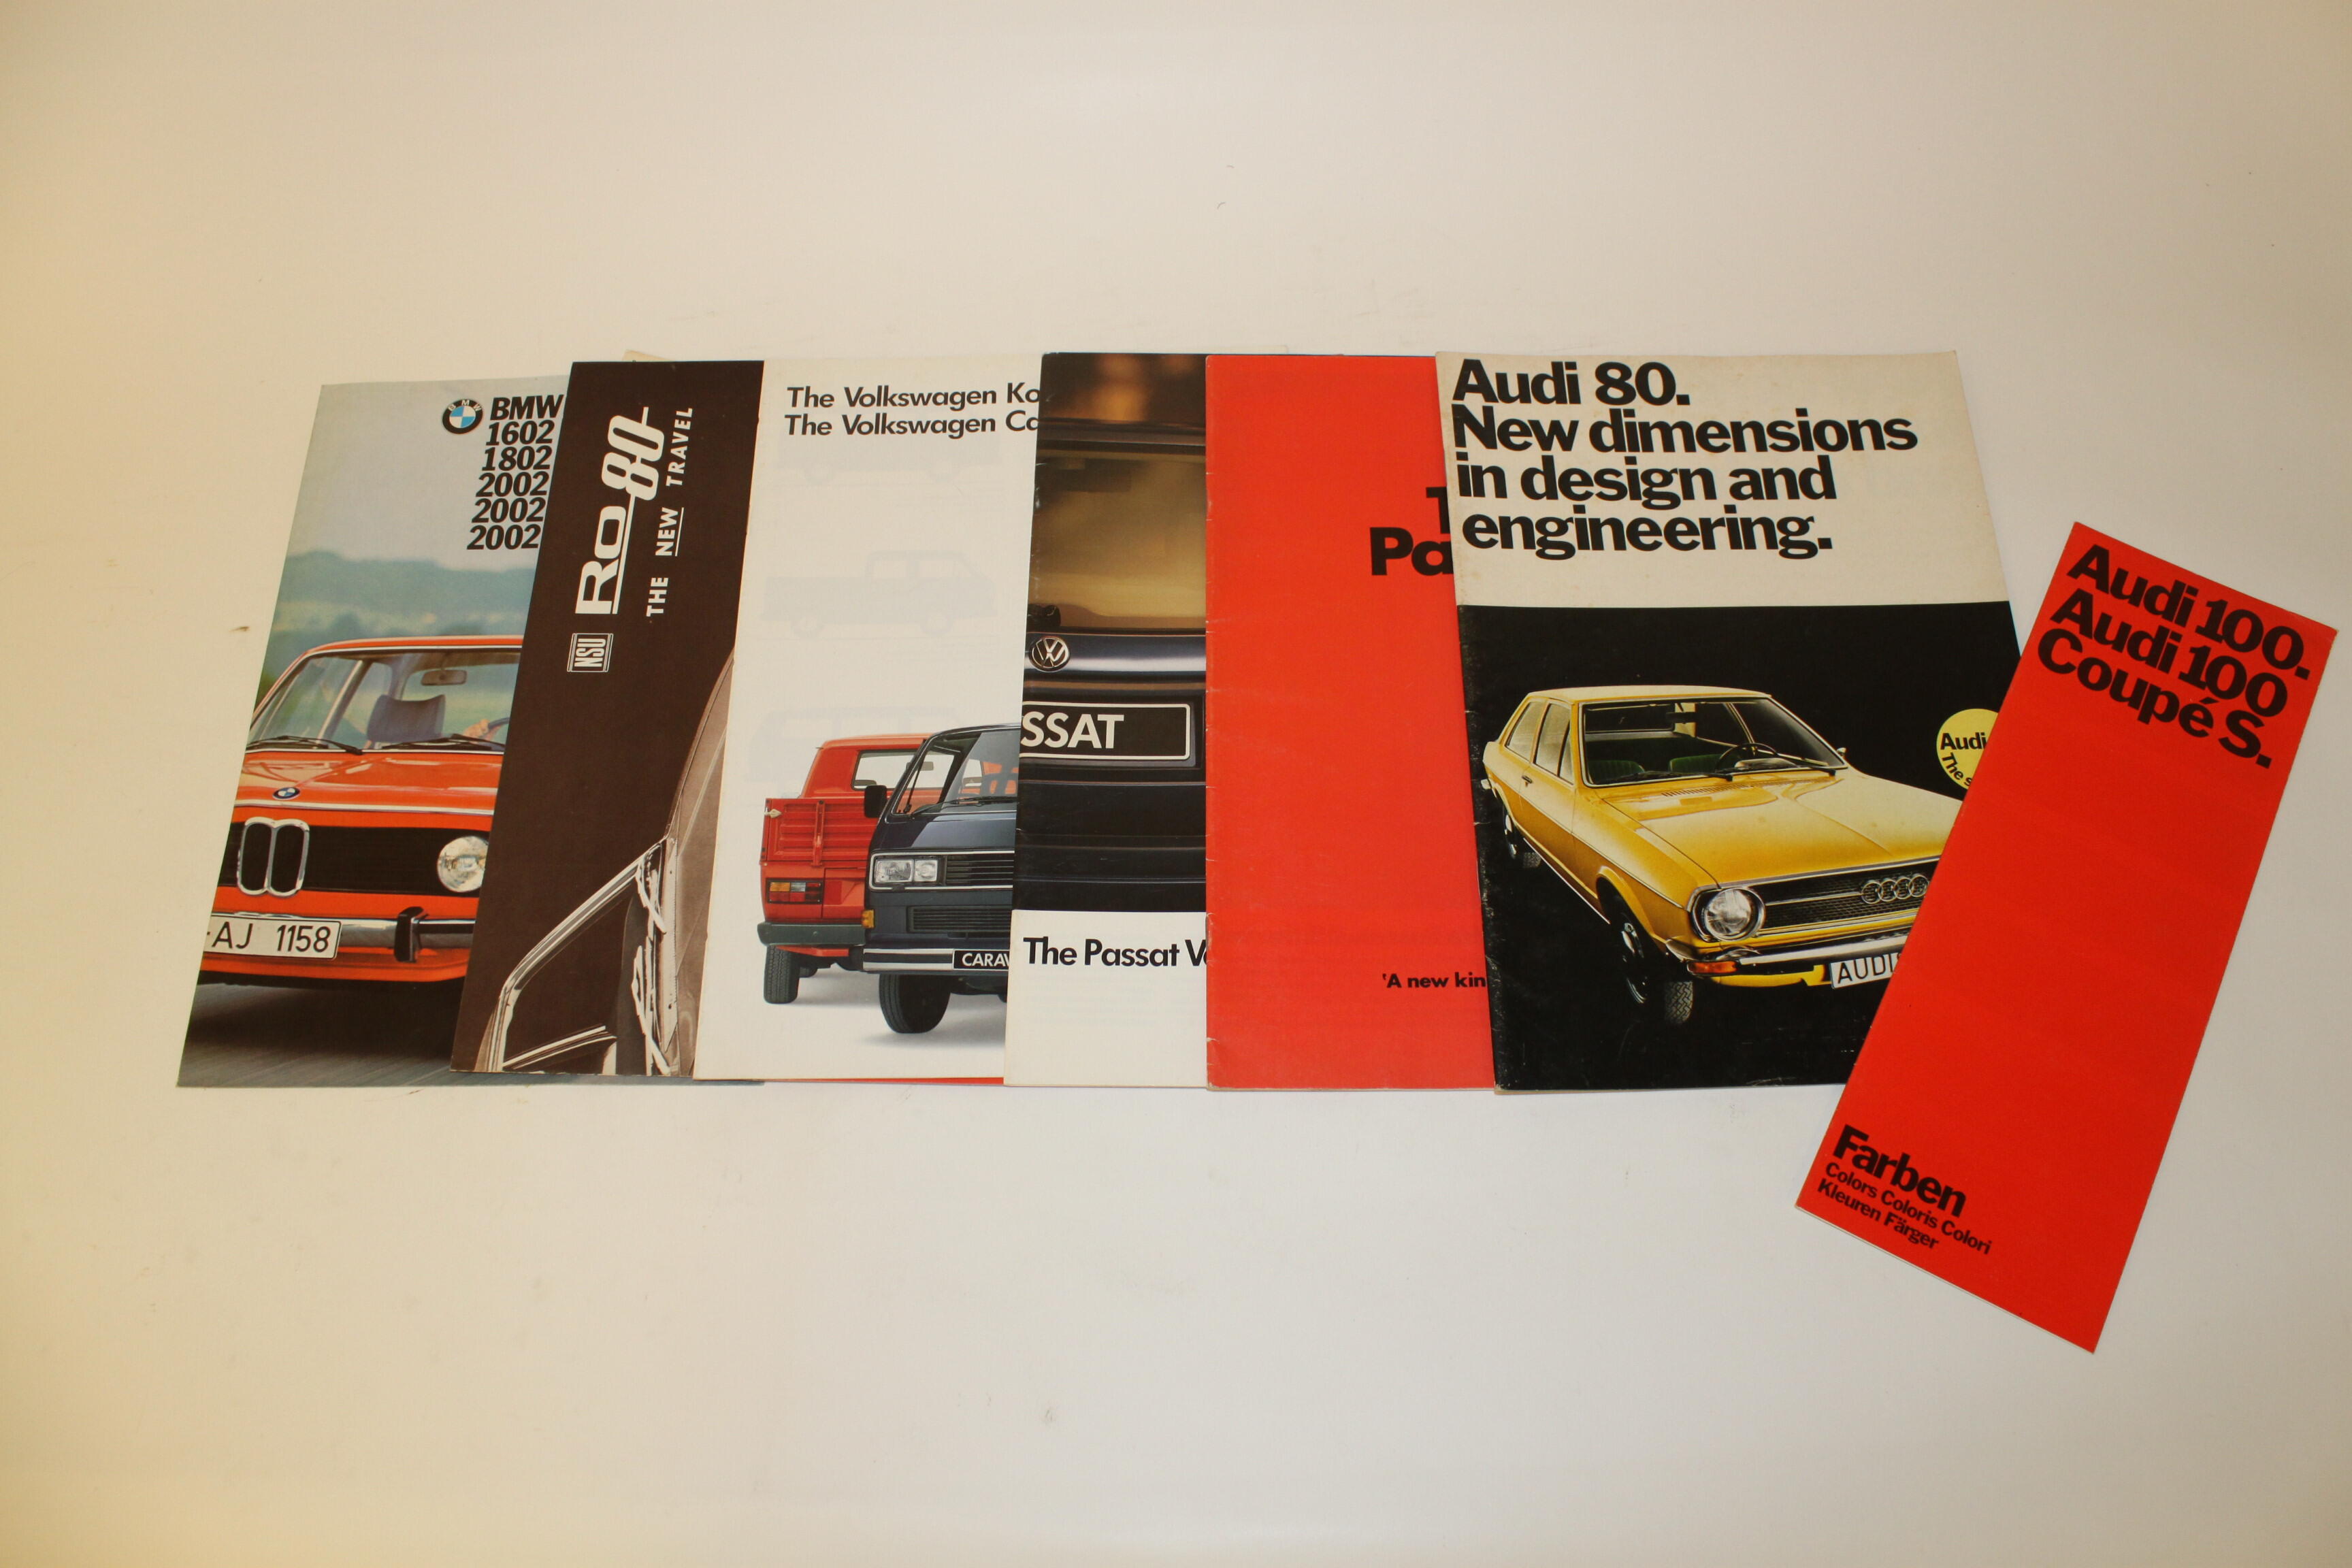 BMW
1602
1802
2002
2002
2002
BMW
AJ 1158
NSU
Ro 80
THE NEW TRAVEL
The Volkswagen Ko
The Volkswagen Ca
CARAV
SSAT
The Passat V
Pa
'A new kin
Audi 80.
New dimensions
in design and
engineering.
Audi
The s
AUDI
Audi 100.
Audi 100
Coupé S.
Farben
Colors Coloris Colori
Kleuren Färger